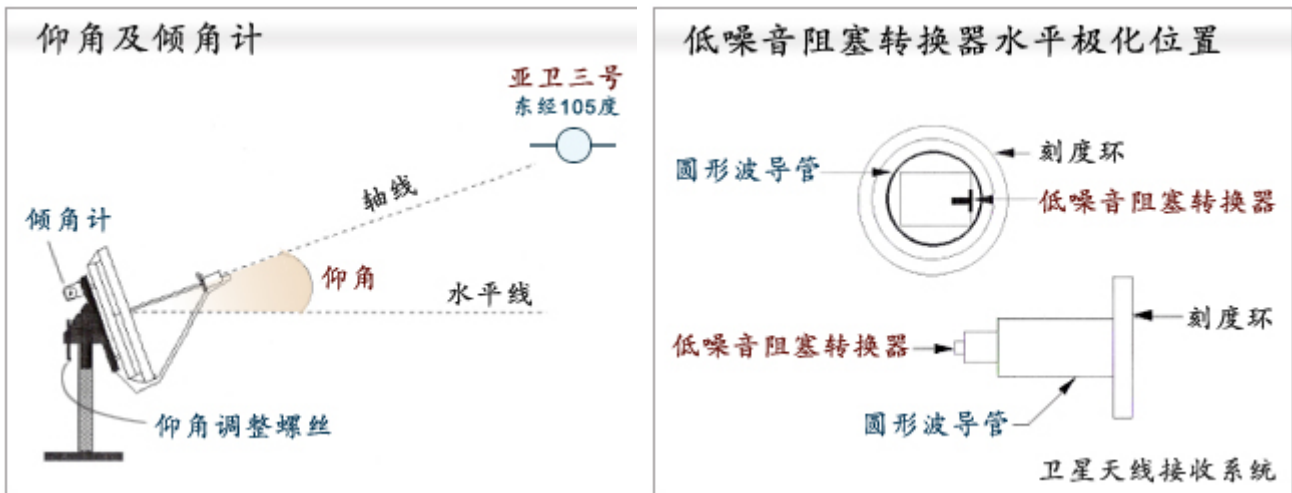 仰角及倾角计
亚卫三号
东经105度
轴线
倾角计
仰角
水平线
仰角调整螺丝
低噪音阻塞转换器水平极化位置
刻度环
圆形波导管
低噪音阻塞转换器
刻度环
低噪音阻塞转换器
圆形波导管
卫星天线接收系统